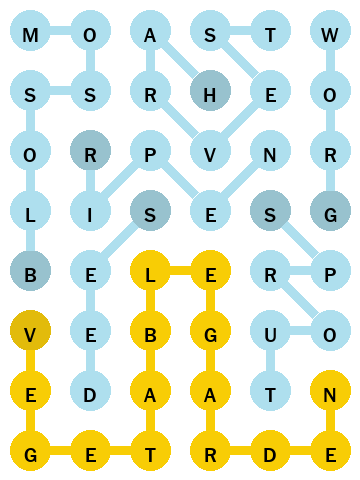 M O A S T W
S S R H E O
O R P V N R
L I S E S G
B E L E R P
V E B G U O
E D A A T N
G E T R D E